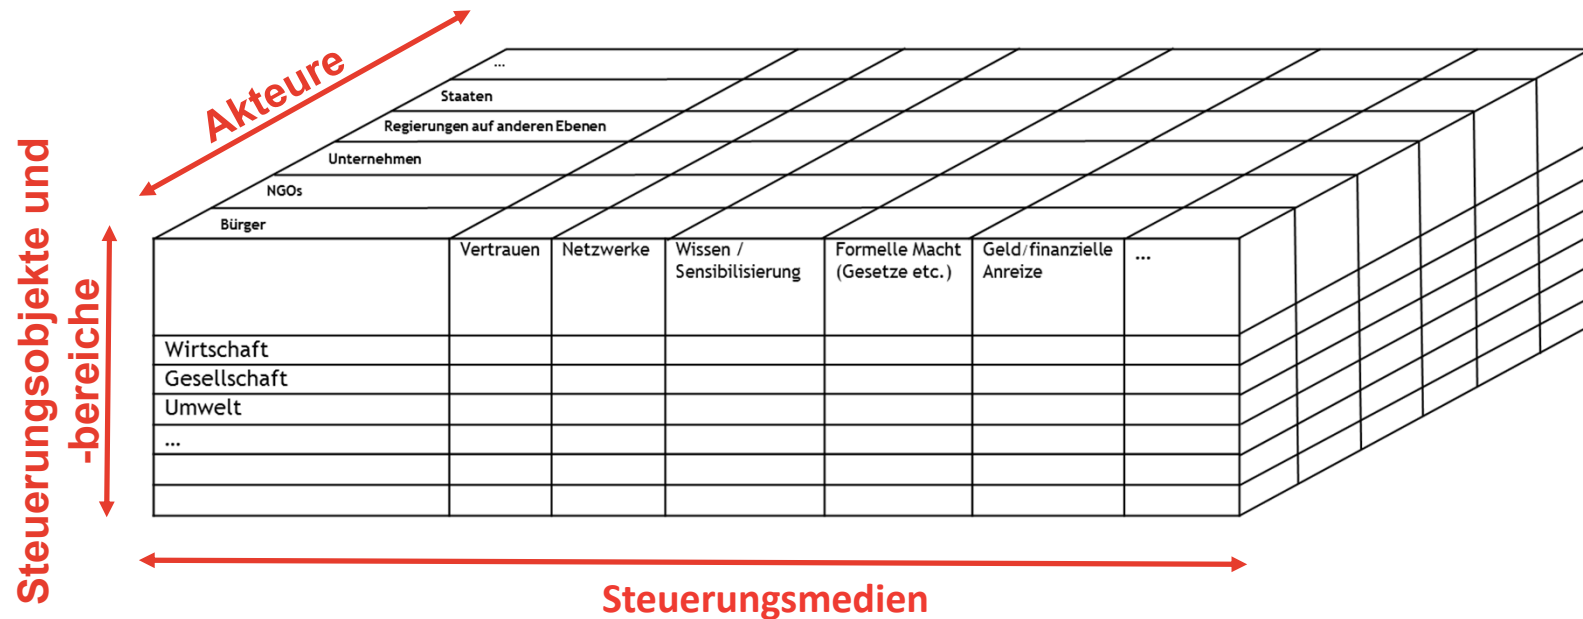 Akteure
...
Staaten
Regierungen auf anderen Ebenen
Unternehmen
NGOs
Bürger
Steuerungsobjekte und
-bereiche
Vertrauen
Netzwerke
Wissen /
Sensibilisierung
Formelle Macht
(Gesetze etc.)
Geld/finanzielle
Anreize
...
Wirtschaft
Gesellschaft
Umwelt
...
Steuerungsmedien